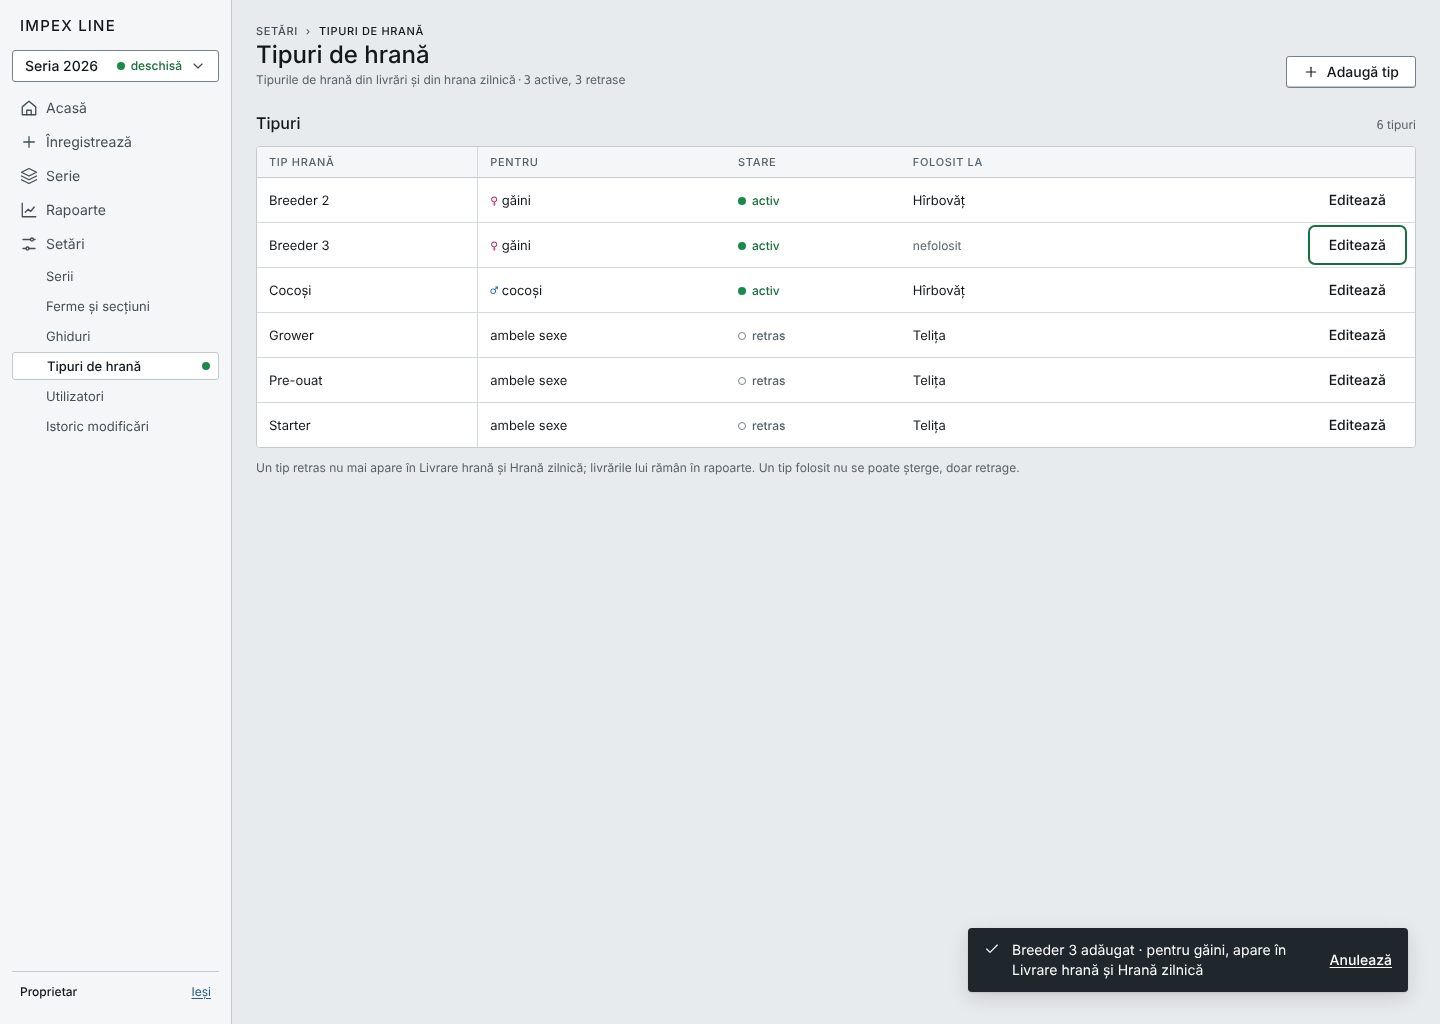 IMPEX LINE
Seria 2026 deschisă
Acasă
Înregistrează
Serie
Rapoarte
Setări
Serii
Ferme și secțiuni
Ghiduri
Tipuri de hrană
Utilizatori
Istoric modificări
Proprietar Ieși
SETĂRI › TIPURI DE HRANĂ
Tipuri de hrană
Tipurile de hrană din livrări și din hrana zilnică · 3 active, 3 retrase
Adaugă tip
Tipuri
6 tipuri
TIP HRANĂ PENTRU STARE FOLOSIT LA
Breeder 2 ♀ găini activ Hîrbovăț Editează
Breeder 3 ♀ găini activ nefolosit Editează
Cocoși ♂ cocoși activ Hîrbovăț Editează
Grower ambele sexe retras Telița Editează
Pre-ouat ambele sexe retras Telița Editează
Starter ambele sexe retras Telița Editează
Un tip retras nu mai apare în Livrare hrană și Hrană zilnică; livrările lui rămân în rapoarte. Un tip folosit nu se poate șterge, doar retrage.
Breeder 3 adăugat · pentru găini, apare în
Livrare hrană și Hrană zilnică
Anulează